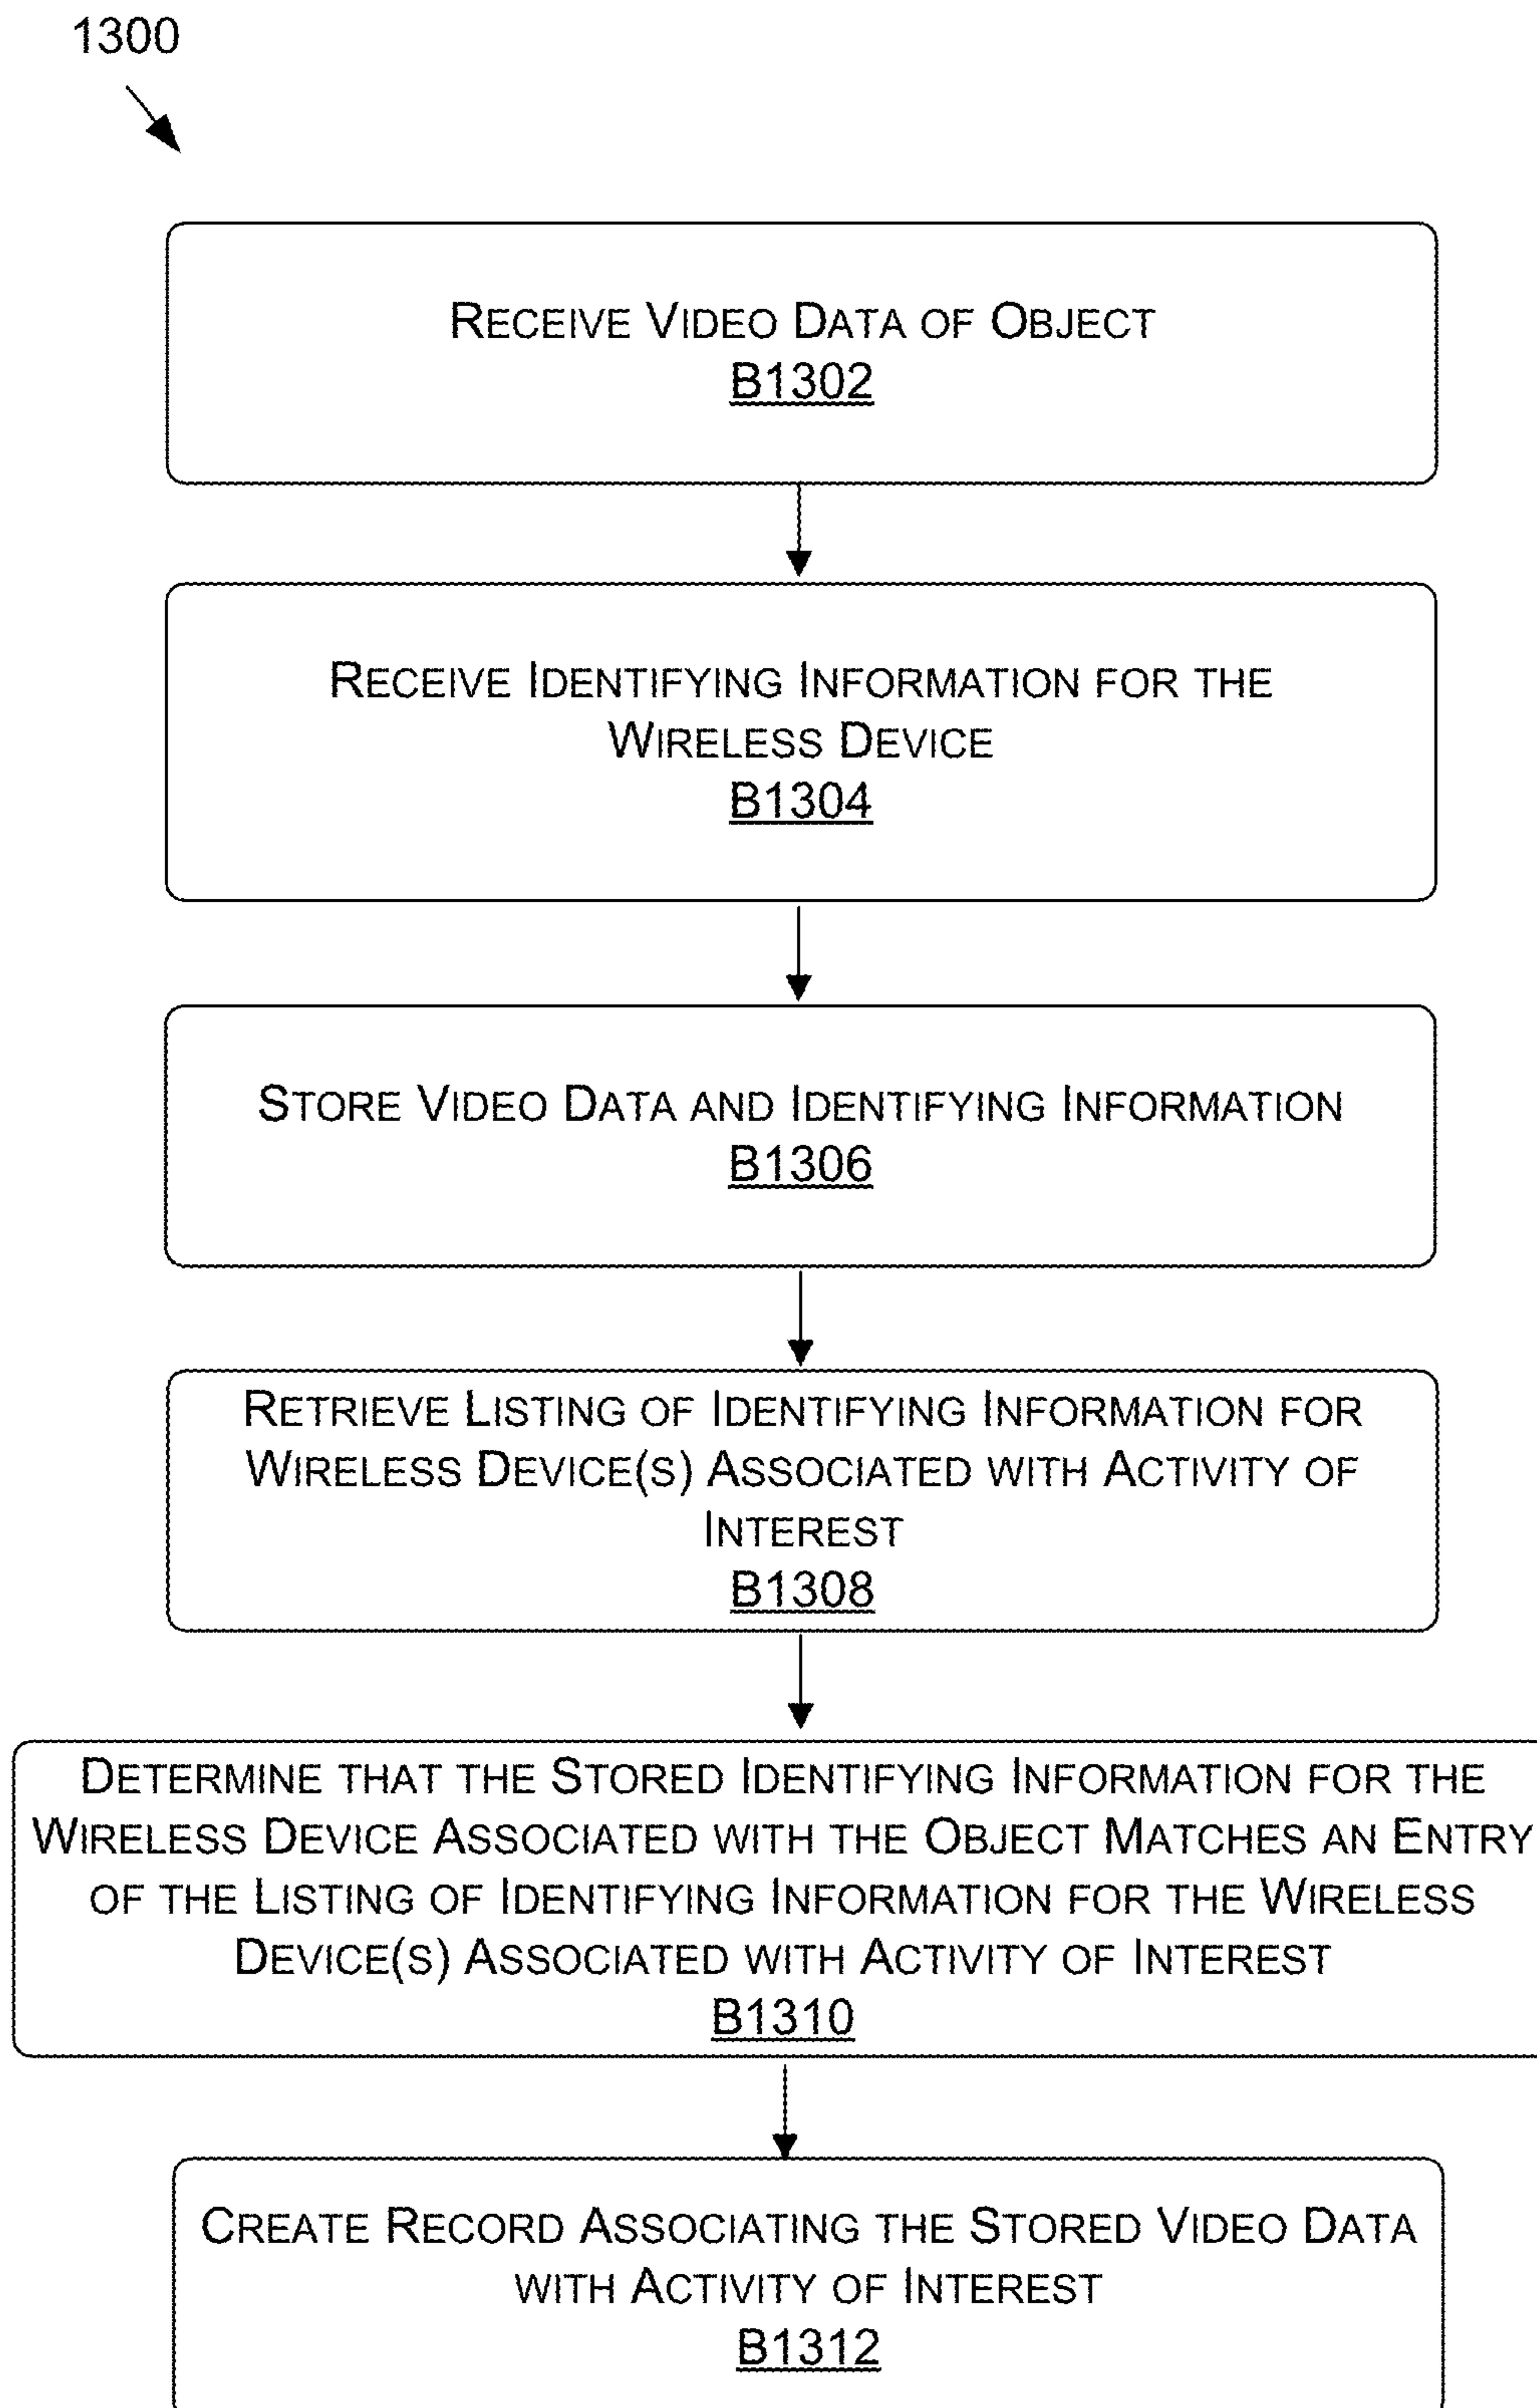 1300
RECEIVE VIDEO DATA OF OBJECT
B1302
RECEIVE IDENTIFYING INFORMATION FOR THE
WIRELESS DEVICE
B1304
STORE VIDEO DATA AND IDENTIFYING INFORMATION
B1306
RETRIEVE LISTING OF IDENTIFYING INFORMATION FOR
WIRELESS DEVICE(S) ASSOCIATED WITH ACTIVITY OF
INTEREST
B1308
DETERMINE THAT THE STORED IDENTIFYING INFORMATION FOR THE
WIRELESS DEVICE ASSOCIATED WITH THE OBJECT MATCHES AN ENTRY
OF THE LISTING OF IDENTIFYING INFORMATION FOR THE WIRELESS
DEVICE(S) ASSOCIATED WITH ACTIVITY OF INTEREST
B1310
CREATE RECORD ASSOCIATING THE STORED VIDEO DATA
WITH ACTIVITY OF INTEREST
B1312